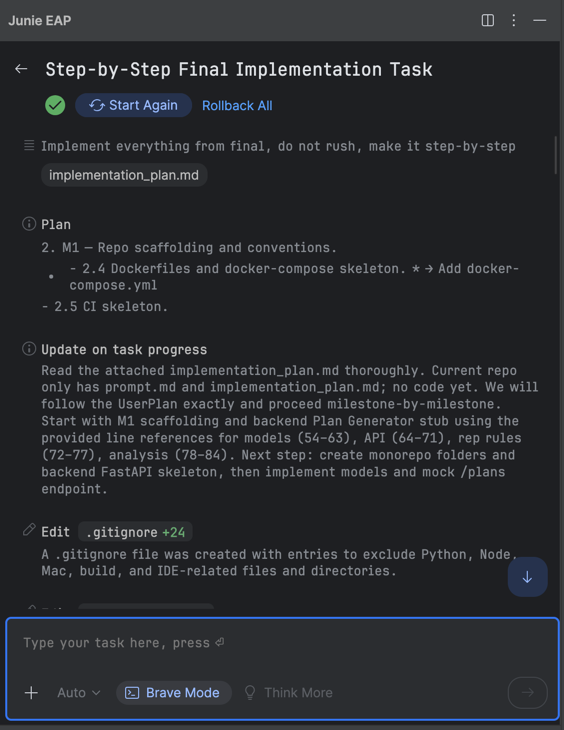 Junie EAP
Step-by-Step Final Implementation Task
Start Again
Rollback All
Implement everything from final, do not rush, make it step-by-step
implementation_plan.md
Plan
2. M1 — Repo scaffolding and conventions.
- 2.4 Dockerfiles and docker-compose skeleton. * → Add docker-
compose.yml
- 2.5 CI skeleton.
Update on task progress
Read the attached implementation_plan.md thoroughly. Current repo
only has prompt.md and implementation_plan.md; no code yet. We will
follow the UserPlan exactly and proceed milestone-by-milestone.
Start with M1 scaffolding and backend Plan Generator stub using the
provided line references for models (54–63), API (64–71), rep rules
(72–77), analysis (78–84). Next step: create monorepo folders and
backend FastAPI skeleton, then implement models and mock /plans
endpoint.
Edit .gitignore +24
A .gitignore file was created with entries to exclude Python, Node,
Mac, build, and IDE-related files and directories.
Type your task here, press ⏎
Auto
Brave Mode
Think More